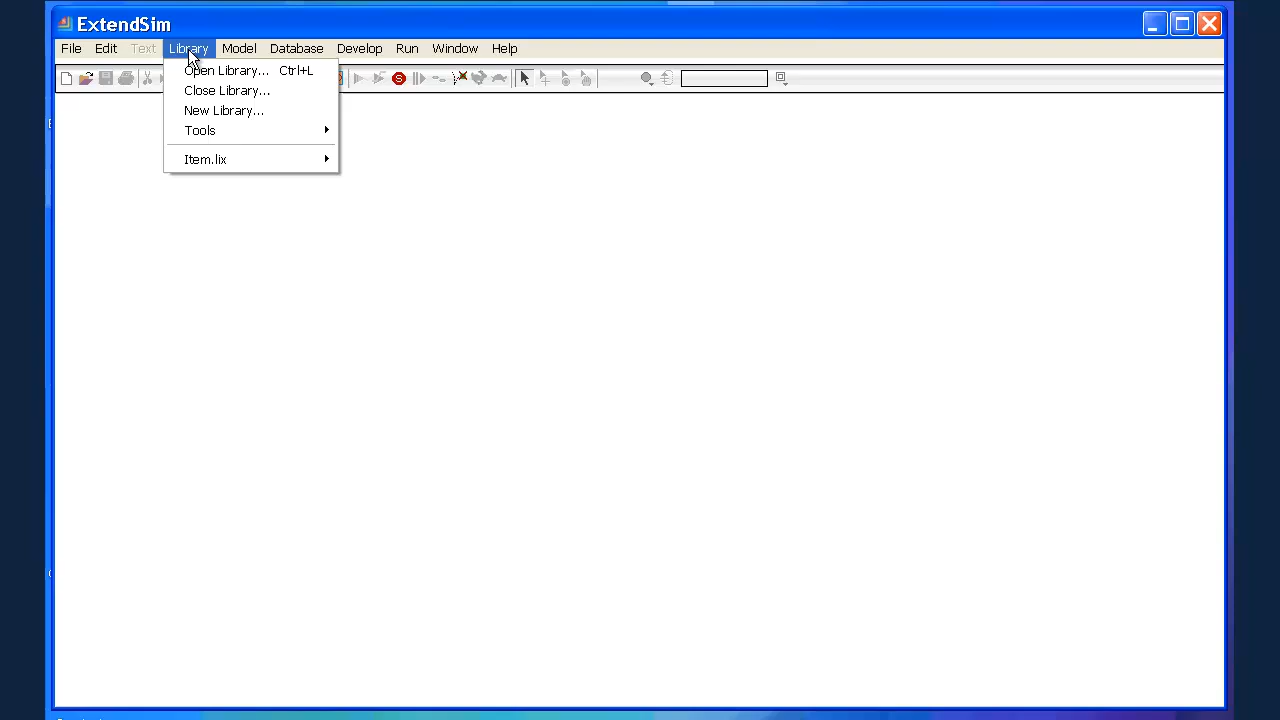 ExtendSim
File Edit Text Library Model Database Develop Run Window Help
Open Library... Ctrl+L
Close Library...
New Library...
Tools
Item.lix